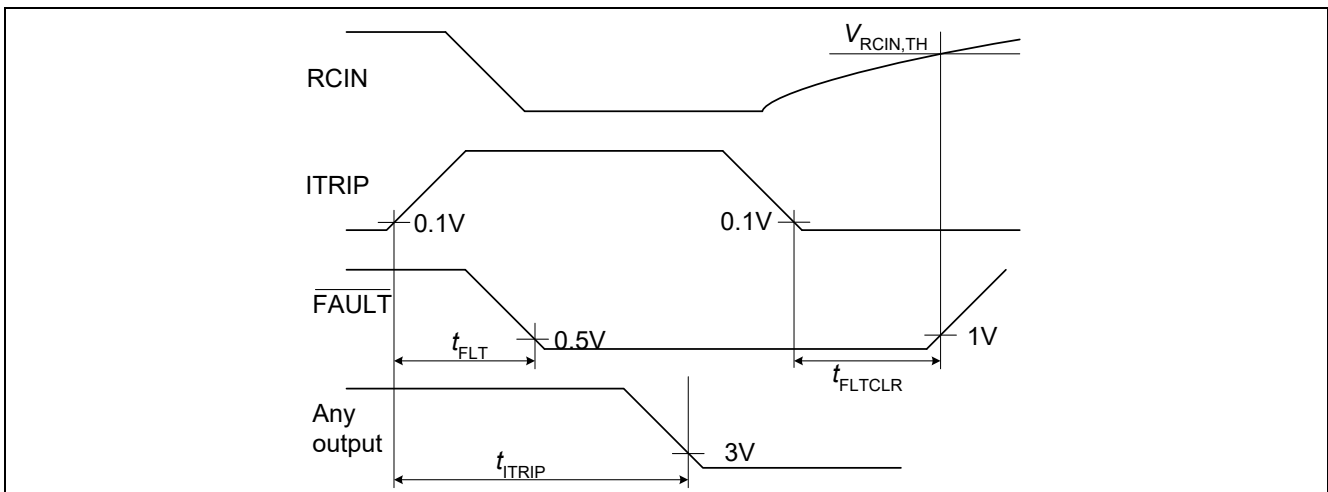 V_RCIN,TH
RCIN
ITRIP
0.1V
0.1V
FAULT
0.5V
1V
t_FLT
t_FLTCLR
Any
output
3V
t_ITRIP